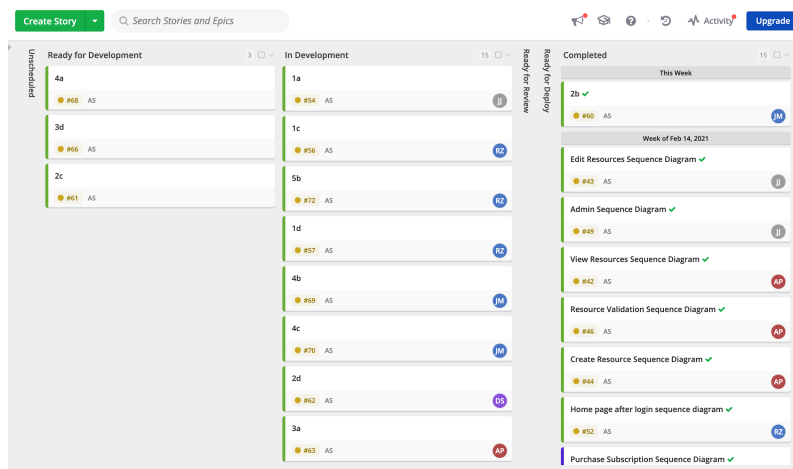 Create Story
Search Stories and Epics
Activity
Upgrade
Unscheduled
Ready for Development
3
4a
#68 AS
3d
#66 AS
2c
#61 AS
In Development
15
1a
#54 AS JJ
1c
#56 AS RZ
5b
#72 AS RZ
1d
#57 AS RZ
4b
#69 AS JM
4c
#70 AS JM
2d
#62 AS DS
3a
#63 AS AP
Ready for Review
Ready for Deploy
Completed
15
This Week
2b
#60 AS JM
Week of Feb 14, 2021
Edit Resources Sequence Diagram
#43 AS JJ
Admin Sequence Diagram
#49 AS JJ
View Resources Sequence Diagram
#42 AS AP
Resource Validation Sequence Diagram
#46 AS AP
Create Resource Sequence Diagram
#44 AS AP
Home page after login sequence diagram
#52 AS RZ
Purchase Subscription Sequence Diagram